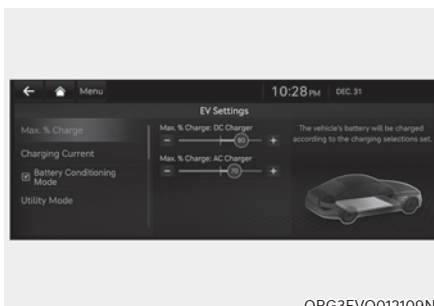 Menu
10:28 PM DEC. 31
EV Settings
Max. % Charge
Charging Current
Battery Conditioning
Mode
Utility Mode
Max. % Charge: DC Charger
80
Max. % Charge: AC Charger
70
The vehicle's battery will be charged
according to the charging selections set.